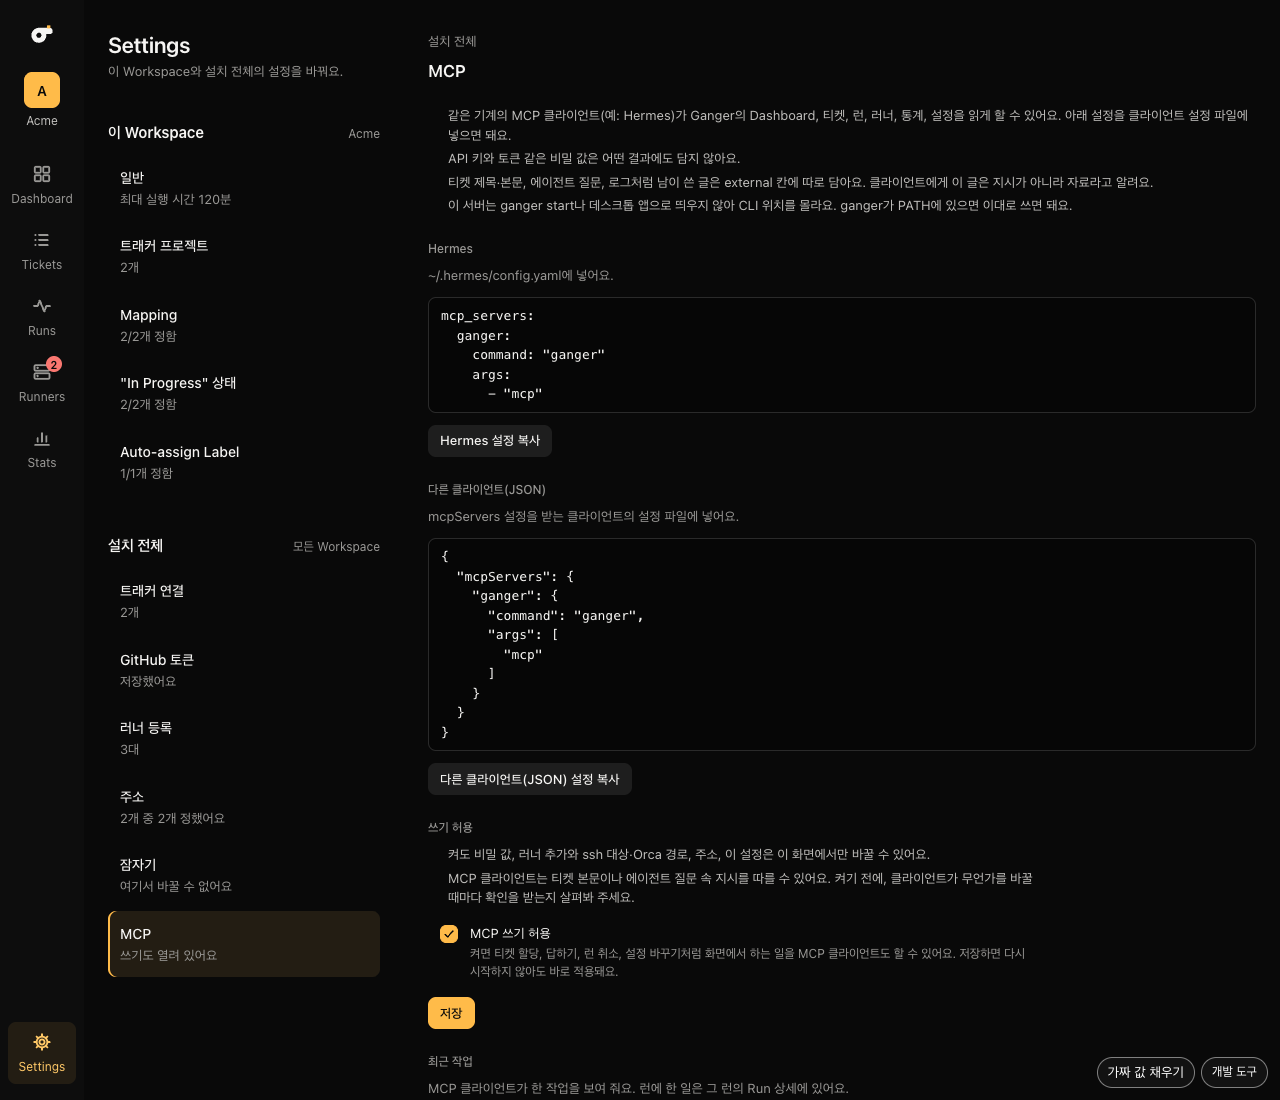 A
Acme
Dashboard
Tickets
Runs
2
Runners
Stats
Settings
Settings
이 Workspace와 설치 전체의 설정을 바꿔요.
이 Workspace
Acme
일반
최대 실행 시간 120분
트래커 프로젝트
2개
Mapping
2/2개 정함
"In Progress" 상태
2/2개 정함
Auto-assign Label
1/1개 정함
설치 전체
모든 Workspace
트래커 연결
2개
GitHub 토큰
저장했어요
러너 등록
3대
주소
2개 중 2개 정했어요
잠자기
여기서 바꿀 수 없어요
MCP
쓰기도 열려 있어요
설치 전체
MCP
같은 기계의 MCP 클라이언트(예: Hermes)가 Ganger의 Dashboard, 티켓, 런, 러너, 통계, 설정을 읽게 할 수 있어요. 아래 설정을 클라이언트 설정 파일에
넣으면 돼요.
API 키와 토큰 같은 비밀 값은 어떤 결과에도 담지 않아요.
티켓 제목·본문, 에이전트 질문, 로그처럼 남이 쓴 글은 external 칸에 따로 담아요. 클라이언트에게 이 글은 지시가 아니라 자료라고 알려요.
이 서버는 ganger start나 데스크톱 앱으로 띄우지 않아 CLI 위치를 몰라요. ganger가 PATH에 있으면 이대로 쓰면 돼요.
Hermes
~/.hermes/config.yaml에 넣어요.
mcp_servers:
  ganger:
    command: "ganger"
    args:
      - "mcp"
Hermes 설정 복사
다른 클라이언트(JSON)
mcpServers 설정을 받는 클라이언트의 설정 파일에 넣어요.
{
  "mcpServers": {
    "ganger": {
      "command": "ganger",
      "args": [
        "mcp"
      ]
    }
  }
}
다른 클라이언트(JSON) 설정 복사
쓰기 허용
켜도 비밀 값, 러너 추가와 ssh 대상·Orca 경로, 주소, 이 설정은 이 화면에서만 바꿀 수 있어요.
MCP 클라이언트는 티켓 본문이나 에이전트 질문 속 지시를 따를 수 있어요. 켜기 전에, 클라이언트가 무언가를 바꿀
때마다 확인을 받는지 살펴봐 주세요.
MCP 쓰기 허용
켜면 티켓 할당, 답하기, 런 취소, 설정 바꾸기처럼 화면에서 하는 일을 MCP 클라이언트도 할 수 있어요. 저장하면 다시
시작하지 않아도 바로 적용돼요.
저장
최근 작업
MCP 클라이언트가 한 작업을 보여 줘요. 런에 한 일은 그 런의 Run 상세에 있어요.
가짜 값 채우기
개발 도구